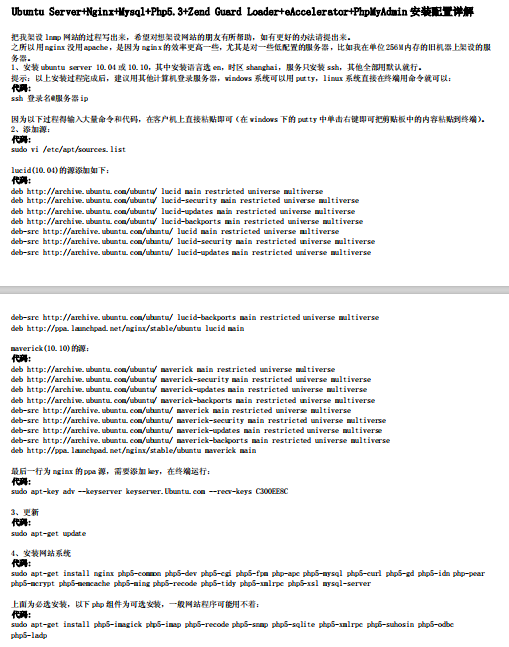 Ubuntu Server+Nginx+Mysql+Php5.3+Zend Guard Loader+eAccelerator+PhpMyAdmin 安装配置详解
把我架设 lnmp 网站的过程写出来，希望对想架设网站的朋友有所帮助，如有更好的办法请提出来。
之所以用 nginx 没用 apache，是因为 nginx 的效率更高一些，尤其是对一些低配置的服务器，比如我在单位 256M 内存的旧机器上架设的服
务器。
1、安装 ubuntu server 10.04 或 10.10，其中安装语言选 en，时区 shanghai，服务只安装 ssh，其他全部用默认就行。
提示：以上安装过程完成后，建议用其他计算机登录服务器，windows 系统可以用 putty，linux 系统直接在终端用命令就可以：
代码:
ssh 登录名@服务器 ip
因为以下过程得输入大量命令和代码，在客户机上直接粘贴即可（在 windows 下的 putty 中单击右键即可把剪贴板中的内容粘贴到终端）。
2、添加源：
代码:
sudo vi /etc/apt/sources.list
lucid(10.04)的源添加如下：
代码:
deb http://archive.ubuntu.com/ubuntu/ lucid main restricted universe multiverse
deb http://archive.ubuntu.com/ubuntu/ lucid-security main restricted universe multiverse
deb http://archive.ubuntu.com/ubuntu/ lucid-updates main restricted universe multiverse
deb http://archive.ubuntu.com/ubuntu/ lucid-backports main restricted universe multiverse
deb-src http://archive.ubuntu.com/ubuntu/ lucid main restricted universe multiverse
deb-src http://archive.ubuntu.com/ubuntu/ lucid-security main restricted universe multiverse
deb-src http://archive.ubuntu.com/ubuntu/ lucid-updates main restricted universe multiverse
deb-src http://archive.ubuntu.com/ubuntu/ lucid-backports main restricted universe multiverse
deb http://ppa.launchpad.net/nginx/stable/ubuntu lucid main
maverick(10.10)的源：
代码:
deb http://archive.ubuntu.com/ubuntu/ maverick main restricted universe multiverse
deb http://archive.ubuntu.com/ubuntu/ maverick-security main restricted universe multiverse
deb http://archive.ubuntu.com/ubuntu/ maverick-updates main restricted universe multiverse
deb http://archive.ubuntu.com/ubuntu/ maverick-backports main restricted universe multiverse
deb-src http://archive.ubuntu.com/ubuntu/ maverick main restricted universe multiverse
deb-src http://archive.ubuntu.com/ubuntu/ maverick-security main restricted universe multiverse
deb-src http://archive.ubuntu.com/ubuntu/ maverick-updates main restricted universe multiverse
deb-src http://archive.ubuntu.com/ubuntu/ maverick-backports main restricted universe multiverse
deb http://ppa.launchpad.net/nginx/stable/ubuntu maverick main
最后一行为 nginx 的 ppa 源，需要添加 key，在终端运行：
代码:
sudo apt-key adv --keyserver keyserver.Ubuntu.com --recv-keys C300EE8C
3、更新
代码:
sudo apt-get update
4、安装网站系统
代码:
sudo apt-get install nginx php5-common php5-dev php5-cgi php5-fpm php-apc php5-mysql php5-curl php5-gd php5-idn php-pear
php5-mcrypt php5-memcache php5-ming php5-recode php5-tidy php5-xmlrpc php5-xsl mysql-server
上面为必选安装，以下 php 组件为可选安装，一般网站程序可能用不着：
代码:
sudo apt-get install php5-imagick php5-imap php5-recode php5-snmp php5-sqlite php5-xmlrpc php5-suhosin php5-odbc
php5-ladp